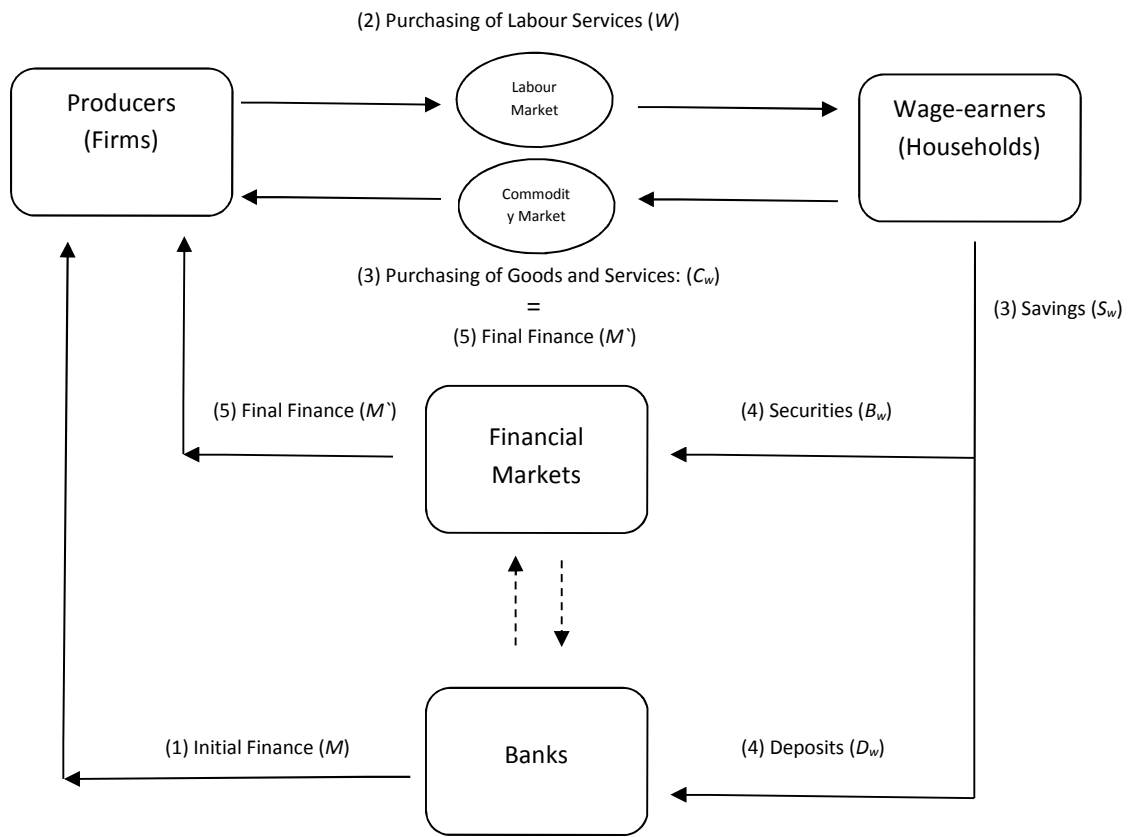 (2) Purchasing of Labour Services (W)
Producers
(Firms)
Labour
Market
Wage-earners
(Households)
Commodit
y Market
(3) Purchasing of Goods and Services: (Cw)
=
(5) Final Finance (M`)
(3) Savings (Sw)
(5) Final Finance (M`)
Financial
Markets
(4) Securities (Bw)
(1) Initial Finance (M)
Banks
(4) Deposits (Dw)